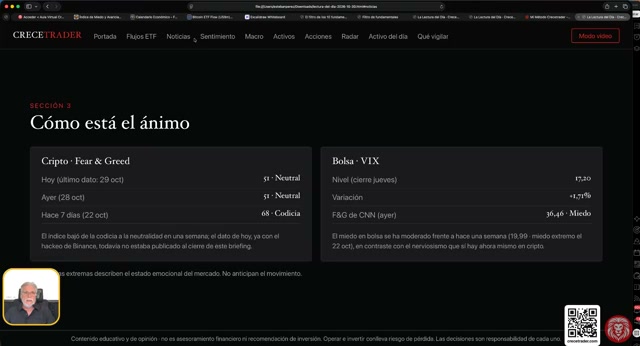 CRECETRADER Portada Flujos ETF Noticias Sentimiento Macro Activos Acciones Radar Activo del día Qué vigilar Modo vídeo
SECCIÓN 3
Cómo está el ánimo
Cripto · Fear & Greed
Hoy (último dato: 29 oct) 51 · Neutral
Ayer (28 oct) 51 · Neutral
Hace 7 días (22 oct) 68 · Codicia
El índice bajó de la codicia a la neutralidad en una semana; el dato de hoy, ya con el
hackeo de Binance, todavía no estaba publicado al cierre de este briefing.
Bolsa · VIX
Nivel (cierre jueves) 17,20
Variación +1,71%
F&G de CNN (ayer) 36,46 · Miedo
El miedo en bolsa se ha moderado frente a hace una semana (19,99 · miedo extremo el
22 oct), en contraste con el nerviosismo que sí hay ahora mismo en cripto.
extremas describen el estado emocional del mercado. No anticipan el movimiento.
Contenido educativo y de opinión · no es asesoramiento financiero ni recomendación de inversión. Operar e invertir conlleva riesgo de pérdida. Las decisiones son responsabilidad de cada uno.
crecetrader.com